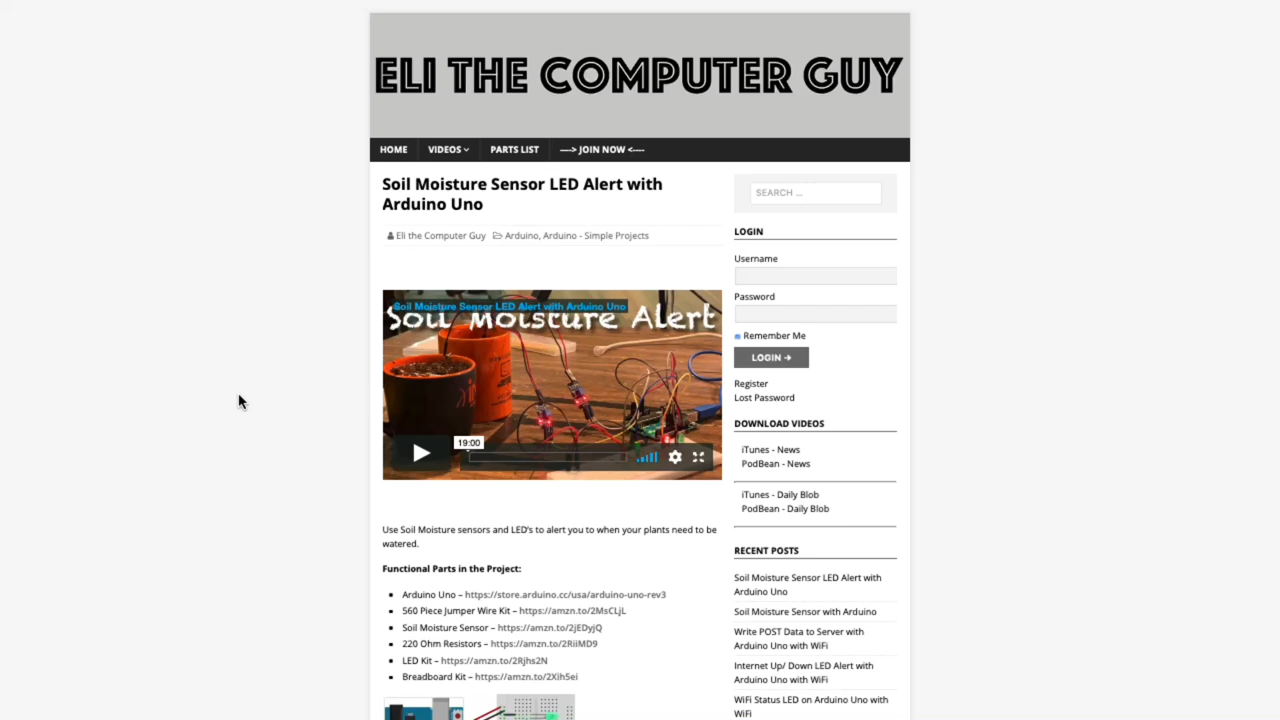 ELI THE COMPUTER GUY
HOME
VIDEOS
PARTS LIST
----> JOIN NOW <----
Soil Moisture Sensor LED Alert with
Arduino Uno
Eli the Computer Guy
Arduino, Arduino - Simple Projects
Soil Moisture Sensor LED Alert with Arduino Uno
Soil Moisture Alert
19:00
Use Soil Moisture sensors and LED's to alert you to when your plants need to be
watered.
Functional Parts in the Project:
Arduino Uno – https://store.arduino.cc/usa/arduino-uno-rev3
560 Piece Jumper Wire Kit – https://amzn.to/2MsCLjL
Soil Moisture Sensor – https://amzn.to/2jEDyjQ
220 Ohm Resistors – https://amzn.to/2RiiMD9
LED Kit – https://amzn.to/2Rjhs2N
Breadboard Kit – https://amzn.to/2Xih5ei
SEARCH ...
LOGIN
Username
Password
Remember Me
LOGIN →
Register
Lost Password
DOWNLOAD VIDEOS
iTunes - News
PodBean - News
iTunes - Daily Blob
PodBean - Daily Blob
RECENT POSTS
Soil Moisture Sensor LED Alert with
Arduino Uno
Soil Moisture Sensor with Arduino
Write POST Data to Server with
Arduino Uno with WiFi
Internet Up/ Down LED Alert with
Arduino Uno with WiFi
WiFi Status LED on Arduino Uno with
WiFi